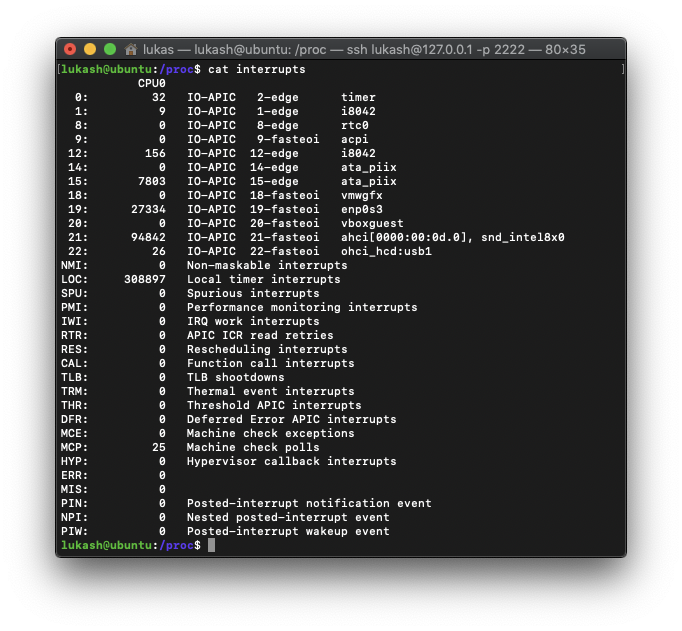 lukas — lukash@ubuntu: /proc — ssh lukash@127.0.0.1 -p 2222 — 80×35
[lukash@ubuntu:/proc$ cat interrupts ]
           CPU0
  0:         32   IO-APIC   2-edge      timer
  1:          9   IO-APIC   1-edge      i8042
  8:          0   IO-APIC   8-edge      rtc0
  9:          0   IO-APIC   9-fasteoi   acpi
 12:        156   IO-APIC  12-edge      i8042
 14:          0   IO-APIC  14-edge      ata_piix
 15:       7803   IO-APIC  15-edge      ata_piix
 18:          0   IO-APIC  18-fasteoi   vmwgfx
 19:      27334   IO-APIC  19-fasteoi   enp0s3
 20:          0   IO-APIC  20-fasteoi   vboxguest
 21:      94842   IO-APIC  21-fasteoi   ahci[0000:00:0d.0], snd_intel8x0
 22:         26   IO-APIC  22-fasteoi   ohci_hcd:usb1
NMI:          0   Non-maskable interrupts
LOC:     308897   Local timer interrupts
SPU:          0   Spurious interrupts
PMI:          0   Performance monitoring interrupts
IWI:          0   IRQ work interrupts
RTR:          0   APIC ICR read retries
RES:          0   Rescheduling interrupts
CAL:          0   Function call interrupts
TLB:          0   TLB shootdowns
TRM:          0   Thermal event interrupts
THR:          0   Threshold APIC interrupts
DFR:          0   Deferred Error APIC interrupts
MCE:          0   Machine check exceptions
MCP:         25   Machine check polls
HYP:          0   Hypervisor callback interrupts
ERR:          0
MIS:          0
PIN:          0   Posted-interrupt notification event
NPI:          0   Nested posted-interrupt event
PIW:          0   Posted-interrupt wakeup event
lukash@ubuntu:/proc$